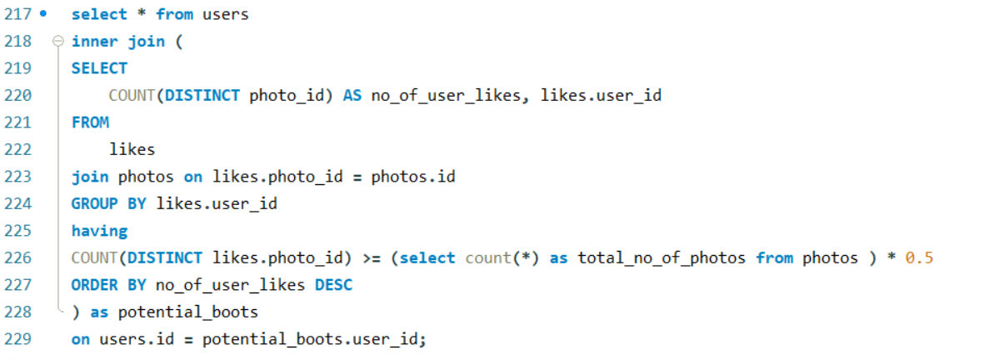 217 select * from users
218 inner join (
219 SELECT
220 COUNT(DISTINCT photo_id) AS no_of_user_likes, likes.user_id
221 FROM
222 likes
223 join photos on likes.photo_id = photos.id
224 GROUP BY likes.user_id
225 having
226 COUNT(DISTINCT likes.photo_id) >= (select count(*) as total_no_of_photos from photos ) * 0.5
227 ORDER BY no_of_user_likes DESC
228 ) as potential_boots
229 on users.id = potential_boots.user_id;